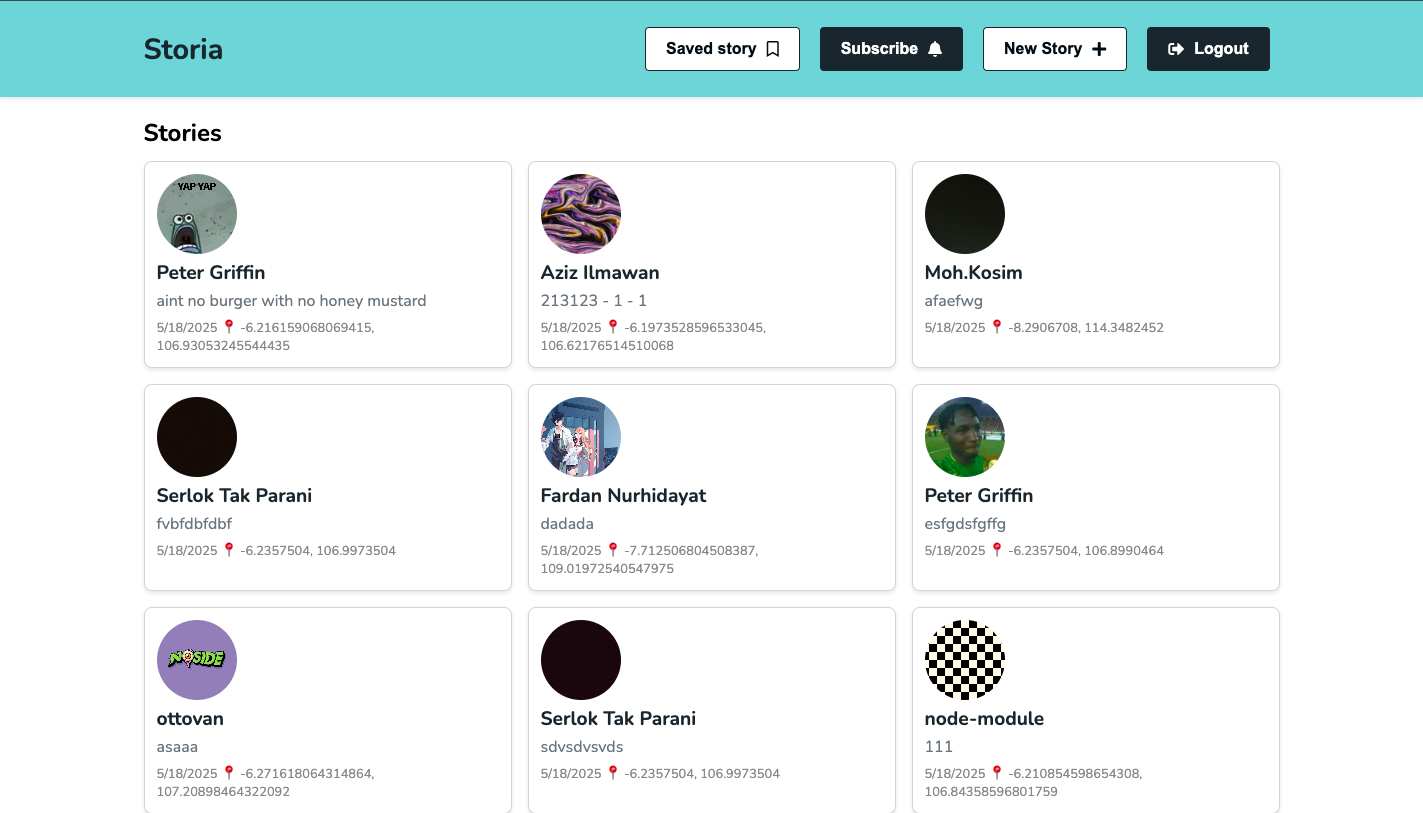 Storia
Saved story
Subscribe
New Story
Logout
Stories
YAP YAP
Peter Griffin
aint no burger with no honey mustard
5/18/2025 📍 -6.216159068069415,
106.93053245544435
Aziz Ilmawan
213123 - 1 - 1
5/18/2025 📍 -6.1973528596533045,
106.62176514510068
Moh.Kosim
afaefwg
5/18/2025 📍 -8.2906708, 114.3482452
Serlok Tak Parani
fvbfdbfdbf
5/18/2025 📍 -6.2357504, 106.9973504
Fardan Nurhidayat
dadada
5/18/2025 📍 -7.712506804508387,
109.01972540547975
Peter Griffin
esfgdsfgffg
5/18/2025 📍 -6.2357504, 106.8990464
NOSIDE
ottovan
asaaa
5/18/2025 📍 -6.271618064314864,
107.20898464322092
Serlok Tak Parani
sdvsdvsvds
5/18/2025 📍 -6.2357504, 106.9973504
node-module
111
5/18/2025 📍 -6.210854598654308,
106.84358596801759